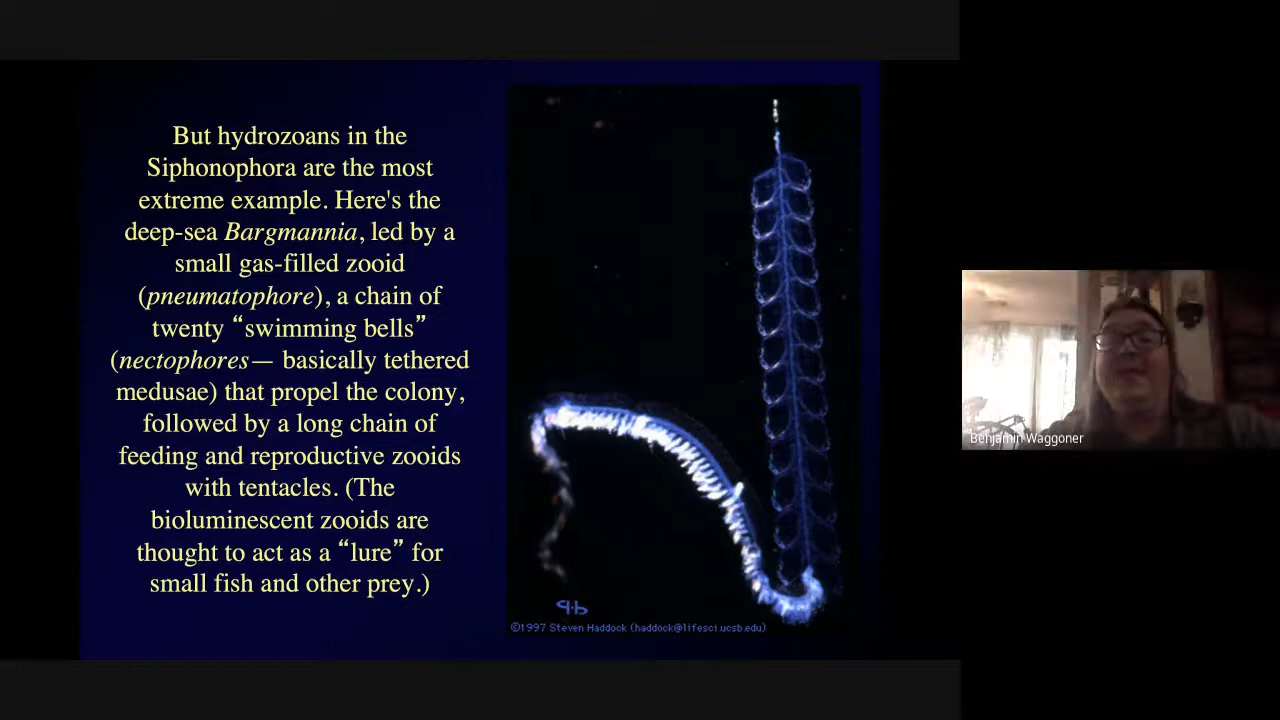 But hydrozoans in the
Siphonophora are the most
extreme example. Here's the
deep-sea Bargmannia, led by a
small gas-filled zooid
(pneumatophore), a chain of
twenty “swimming bells”
(nectophores— basically tethered
medusae) that propel the colony,
followed by a long chain of
feeding and reproductive zooids
with tentacles. (The
bioluminescent zooids are
thought to act as a “lure” for
small fish and other prey.)
©1997 Steven Haddock (haddock@lifesci.ucsb.edu)
Benjamin Waggoner